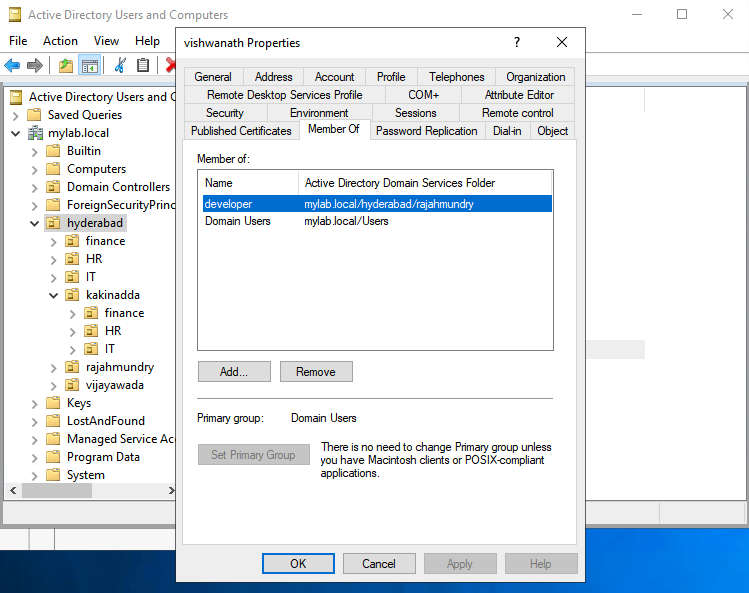 Active Directory Users and Computers
File Action View Help
Active Directory Users and C
Saved Queries
mylab.local
Builtin
Computers
Domain Controllers
ForeignSecurityPrinc
hyderabad
finance
HR
IT
kakinadda
finance
HR
IT
rajahmundry
vijayawada
Keys
LostAndFound
Managed Service Acc
Program Data
System
vishwanath Properties
?
General Address Account Profile Telephones Organization
Remote Desktop Services Profile COM+ Attribute Editor
Security Environment Sessions Remote control
Published Certificates Member Of Password Replication Dial-in Object
Member of:
Name Active Directory Domain Services Folder
developer mylab.local/hyderabad/rajahmundry
Domain Users mylab.local/Users
Add... Remove
Primary group: Domain Users
Set Primary Group
There is no need to change Primary group unless
you have Macintosh clients or POSIX-compliant
applications.
OK Cancel Apply Help